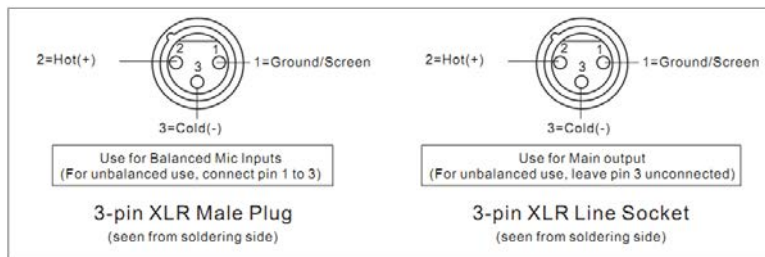 2 1
2=Hot(+)
1=Ground/Screen
3
3=Cold(-)
Use for Balanced Mic Inputs
(For unbalanced use, connect pin 1 to 3)
3-pin XLR Male Plug
(seen from soldering side)
2 1
2=Hot(+)
1=Ground/Screen
3
3=Cold(-)
Use for Main output
(For unbalanced use, leave pin 3 unconnected)
3-pin XLR Line Socket
(seen from soldering side)